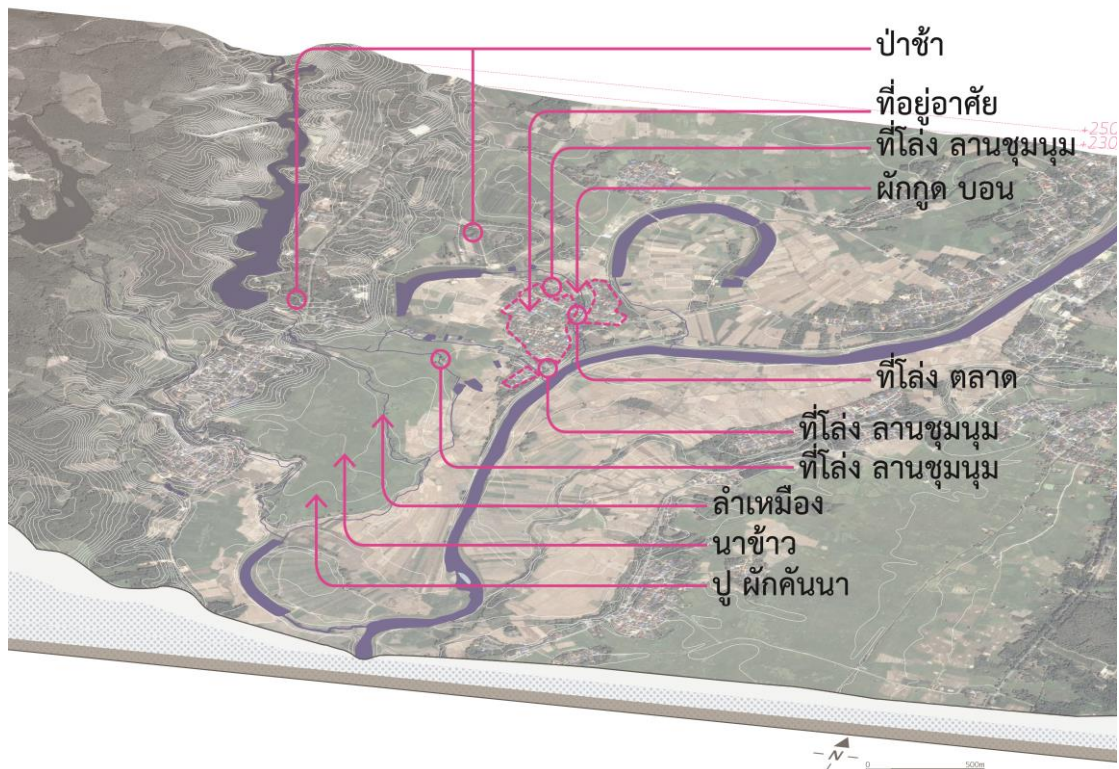 ป่าช้า
+250
+230
ที่อยู่อาศัย
ที่โล่ง ลานชุมนุม
ผักกูด บอน
ที่โล่ง ตลาด
ที่โล่ง ลานชุมนุม
ที่โล่ง ลานชุมนุม
ลำเหมือง
นาข้าว
ปู ผักคันนา
N
0 500m